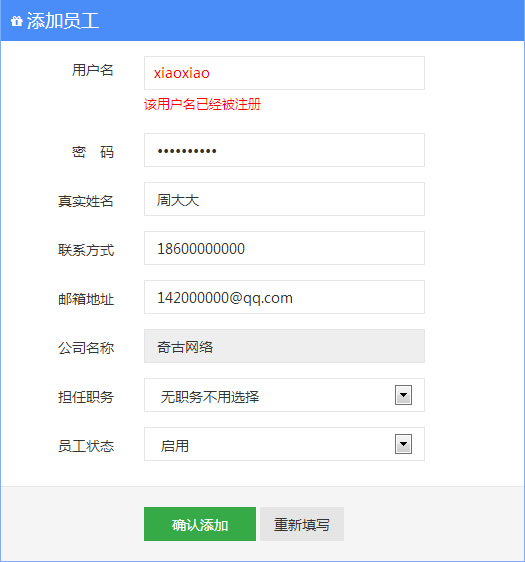 添加员工
用户名 xiaoxiao
该用户名已经被注册
密 码 ••••••••••
真实姓名 周大大
联系方式 18600000000
邮箱地址 142000000@qq.com
公司名称 奇古网络
担任职务 无职务不用选择
员工状态 启用
确认添加 重新填写